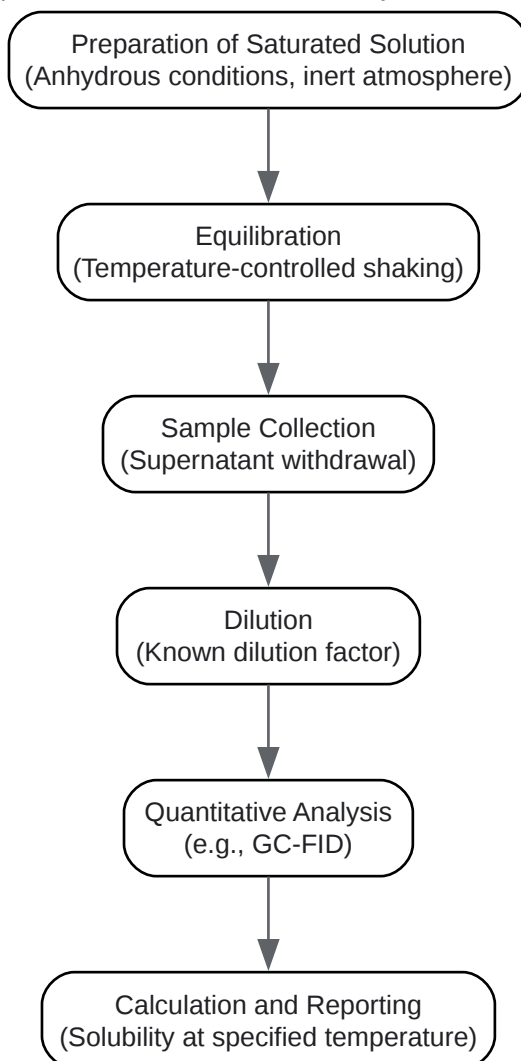 Preparation of Saturated Solution
(Anhydrous conditions, inert atmosphere)
Equilibration
(Temperature-controlled shaking)
Sample Collection
(Supernatant withdrawal)
Dilution
(Known dilution factor)
Quantitative Analysis
(e.g., GC-FID)
Calculation and Reporting
(Solubility at specified temperature)